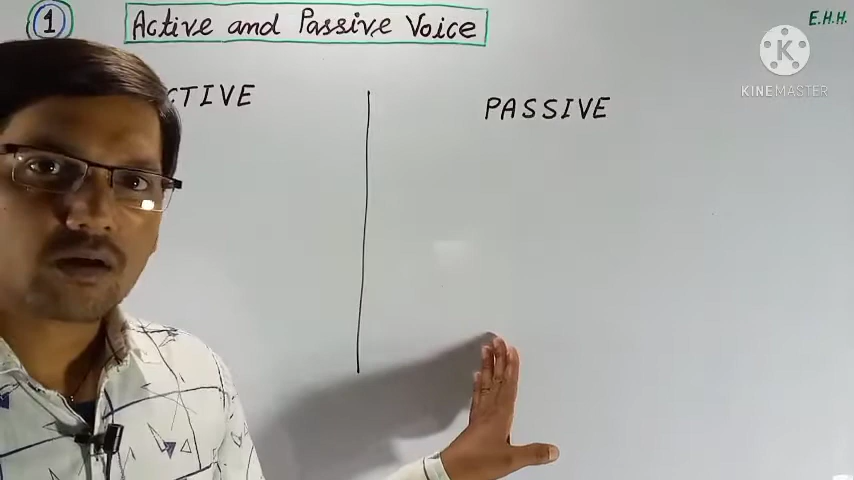 1 Active and Passive Voice
E.H.H.
KINEMASTER
CTIVE
PASSIVE